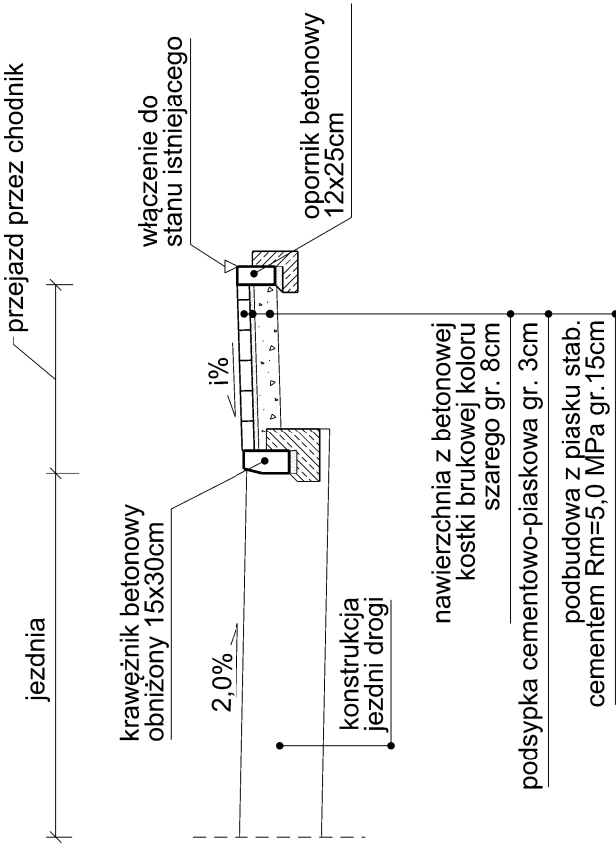 przejazd przez chodnik
jezdnia
włączenie do
stanu istniejacego
opornik betonowy
12x25cm
krawężnik betonowy
obniżony 15x30cm
i%
2,0%
konstrukcja
jezdni drogi
nawierzchnia z betonowej
kostki brukowej koloru
szarego gr. 8cm
podsypka cementowo-piaskowa gr. 3cm
podbudowa z piasku stab.
cementem Rm=5,0 MPa gr.15cm